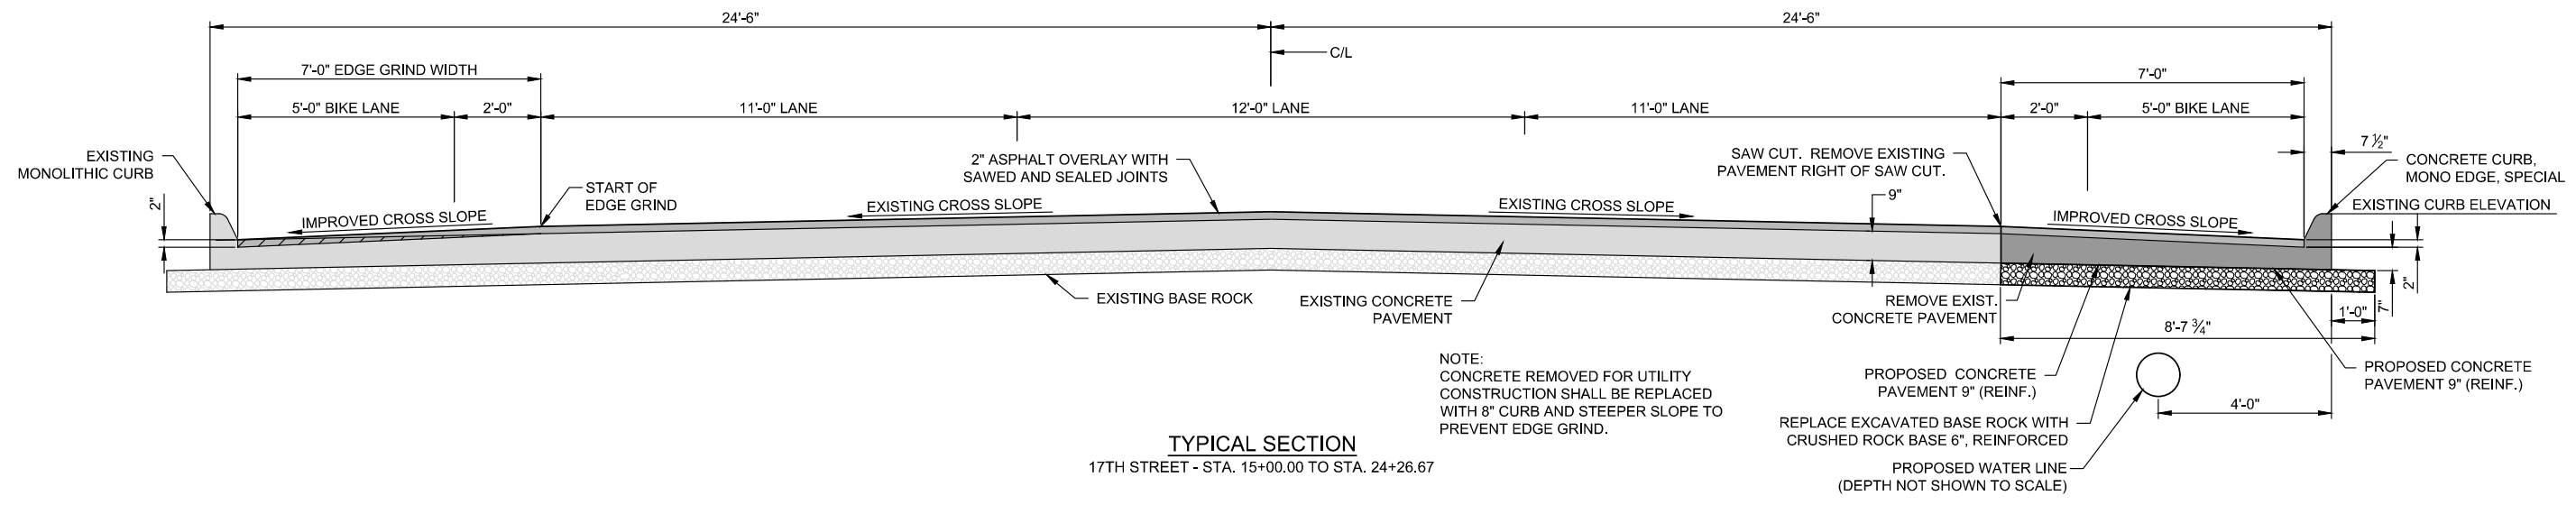 24'-6"
24'-6"
C/L
7'-0" EDGE GRIND WIDTH
7'-0"
5'-0" BIKE LANE
2'-0"
11'-0" LANE
12'-0" LANE
11'-0" LANE
2'-0"
5'-0" BIKE LANE
7 ½"
EXISTING
MONOLITHIC CURB
2" ASPHALT OVERLAY WITH
SAWED AND SEALED JOINTS
SAW CUT. REMOVE EXISTING
PAVEMENT RIGHT OF SAW CUT.
CONCRETE CURB,
MONO EDGE, SPECIAL
START OF
EDGE GRIND
9"
2"
IMPROVED CROSS SLOPE
EXISTING CROSS SLOPE
EXISTING CROSS SLOPE
IMPROVED CROSS SLOPE
EXISTING CURB ELEVATION
2"
7"
EXISTING BASE ROCK
EXISTING CONCRETE
PAVEMENT
REMOVE EXIST.
CONCRETE PAVEMENT
1'-0"
8'-7 ¾"
NOTE:
CONCRETE REMOVED FOR UTILITY
CONSTRUCTION SHALL BE REPLACED
WITH 8" CURB AND STEEPER SLOPE TO
PREVENT EDGE GRIND.
PROPOSED CONCRETE
PAVEMENT 9" (REINF.)
PROPOSED CONCRETE
PAVEMENT 9" (REINF.)
4'-0"
REPLACE EXCAVATED BASE ROCK WITH
CRUSHED ROCK BASE 6", REINFORCED
PROPOSED WATER LINE
(DEPTH NOT SHOWN TO SCALE)
TYPICAL SECTION
17TH STREET - STA. 15+00.00 TO STA. 24+26.67